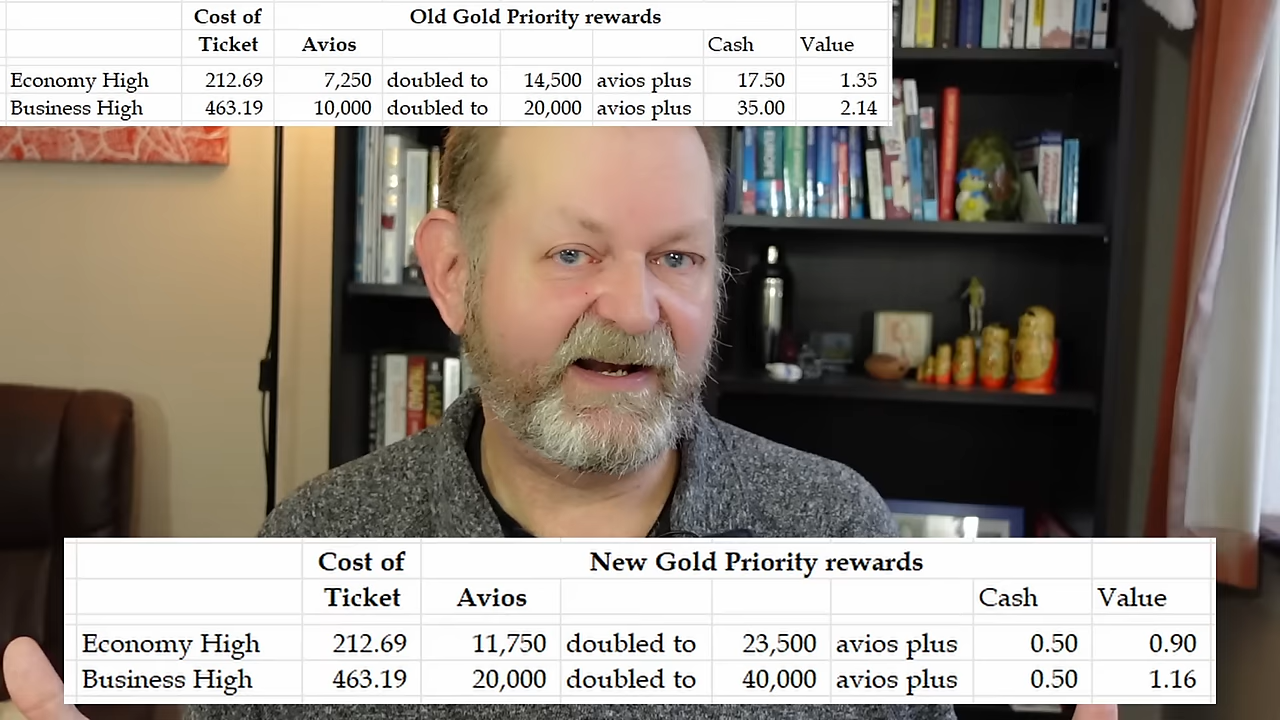 Cost of Old Gold Priority rewards
Ticket Avios Cash Value
Economy High 212.69 7,250 doubled to 14,500 avios plus 17.50 1.35
Business High 463.19 10,000 doubled to 20,000 avios plus 35.00 2.14
Cost of New Gold Priority rewards
Ticket Avios Cash Value
Economy High 212.69 11,750 doubled to 23,500 avios plus 0.50 0.90
Business High 463.19 20,000 doubled to 40,000 avios plus 0.50 1.16